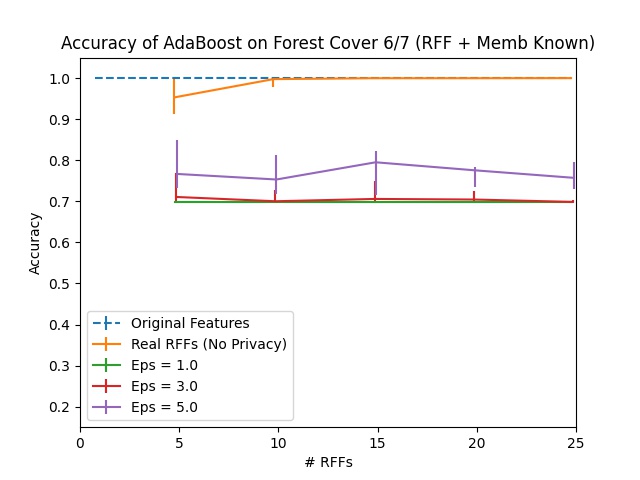 Accuracy of AdaBoost on Forest Cover 6/7 (RFF + Memb Known)
1.0
0.9
0.8
0.7
0.6
0.5
0.4
0.3
0.2
Accuracy
Original Features
Real RFFs (No Privacy)
Eps = 1.0
Eps = 3.0
Eps = 5.0
0 5 10 15 20 25
# RFFs